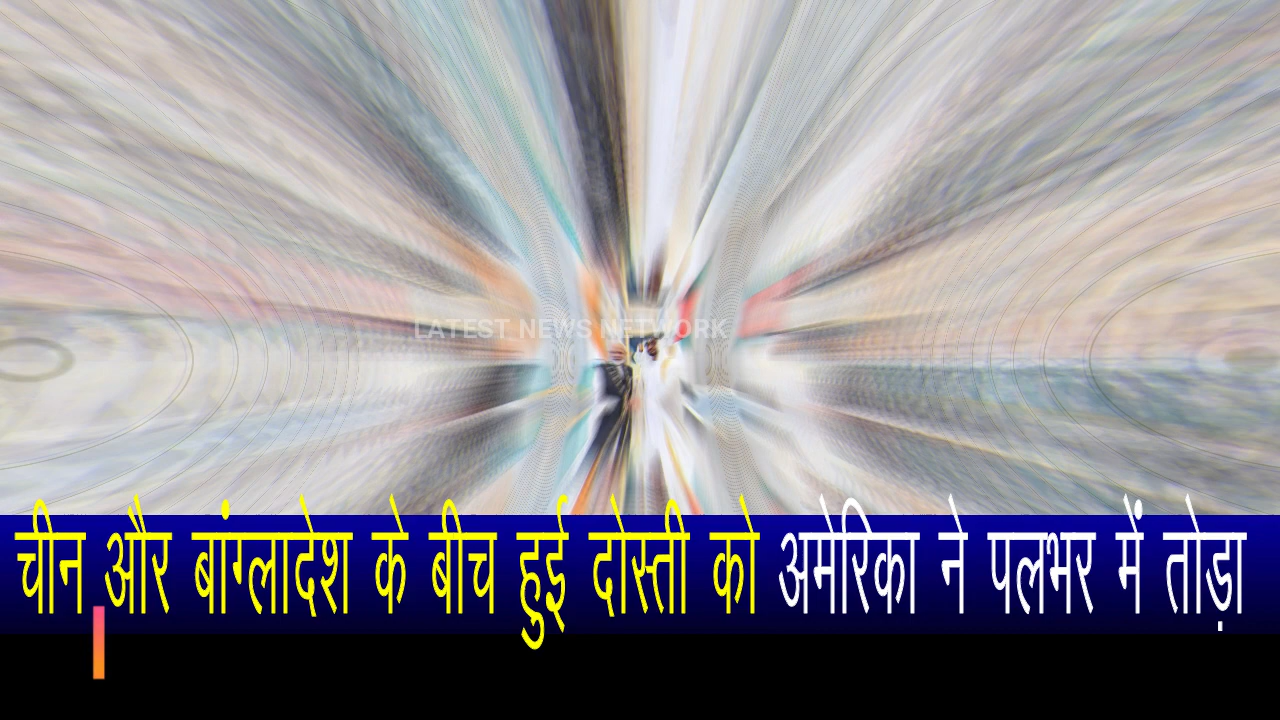 LATEST NEWS NETWORK
चीन और बांग्लादेश के बीच हुई दोस्ती को अमेरिका ने पलभर में तोड़ा